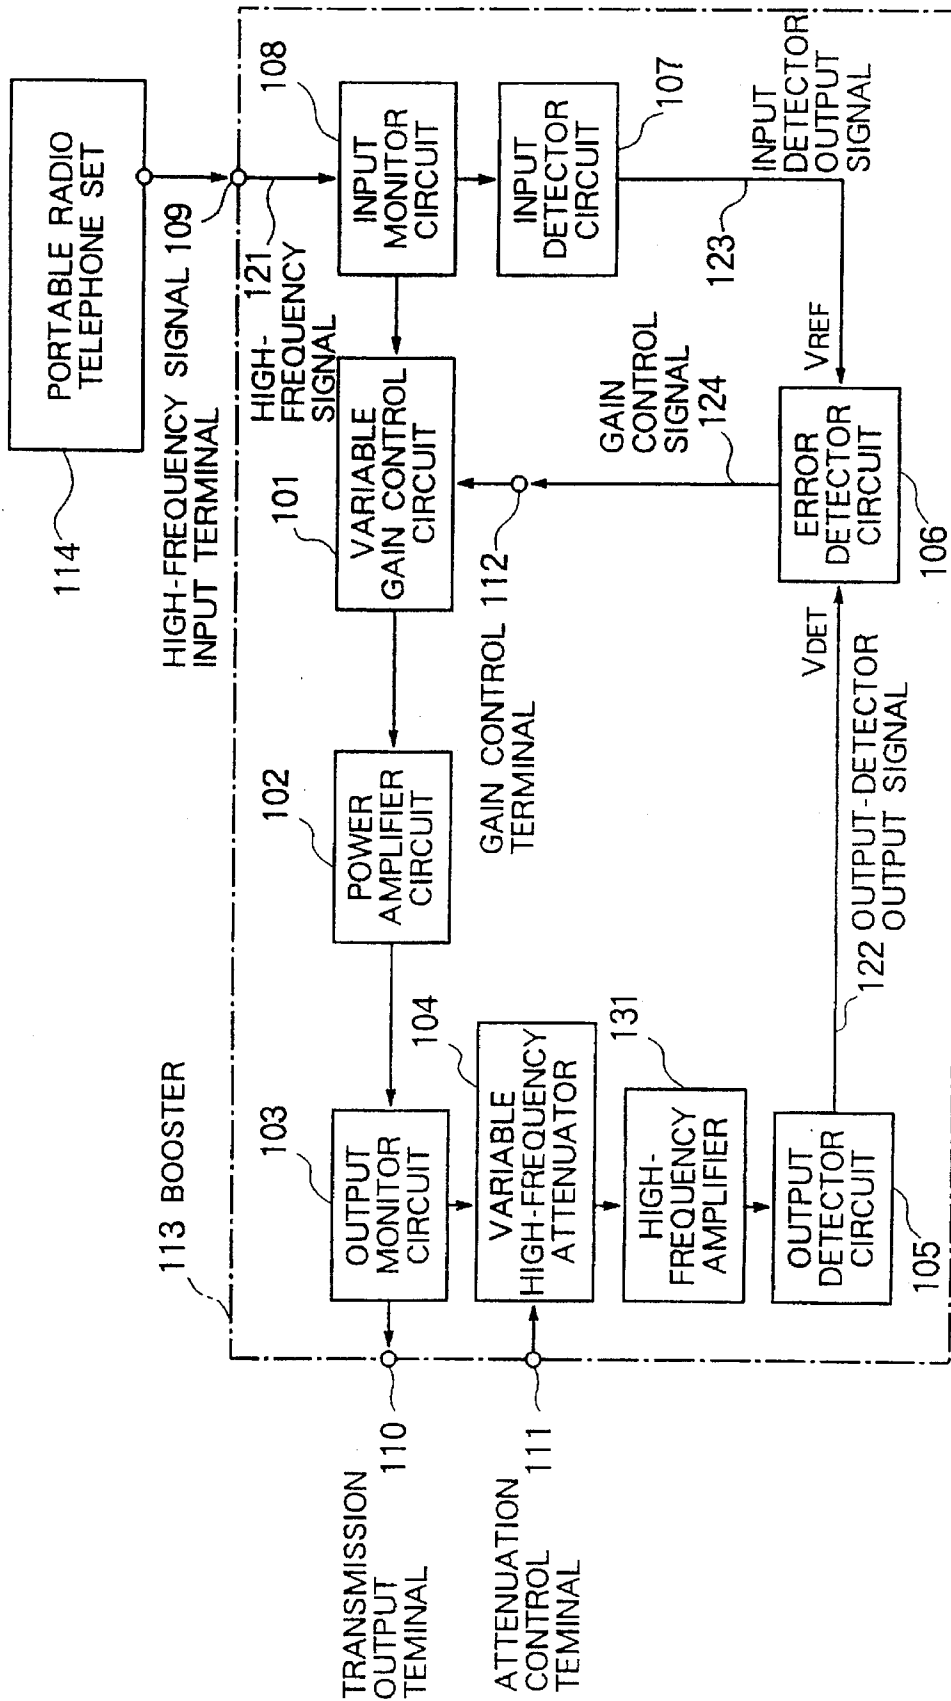 113 BOOSTER
PORTABLE RADIO
TELEPHONE SET
114
HIGH-FREQUENCY SIGNAL 109
INPUT TERMINAL
121
HIGH-
FREQUENCY
SIGNAL
108
INPUT
MONITOR
CIRCUIT
INPUT
DETECTOR
CIRCUIT
107
123
INPUT
DETECTOR
OUTPUT
SIGNAL
101
VARIABLE
GAIN CONTROL
CIRCUIT
GAIN CONTROL 112
TERMINAL
GAIN
CONTROL
SIGNAL
124
VREF
ERROR
DETECTOR
CIRCUIT
106
VDET
102
POWER
AMPLIFIER
CIRCUIT
103
OUTPUT
MONITOR
CIRCUIT
104
VARIABLE
HIGH-FREQUENCY
ATTENUATOR
131
HIGH-
FREQUENCY
AMPLIFIER
OUTPUT
DETECTOR
CIRCUIT
105
122 OUTPUT-DETECTOR
OUTPUT SIGNAL
TRANSMISSION
OUTPUT
TEMINAL
110
ATTENUATION
CONTROL
TEMINAL
111